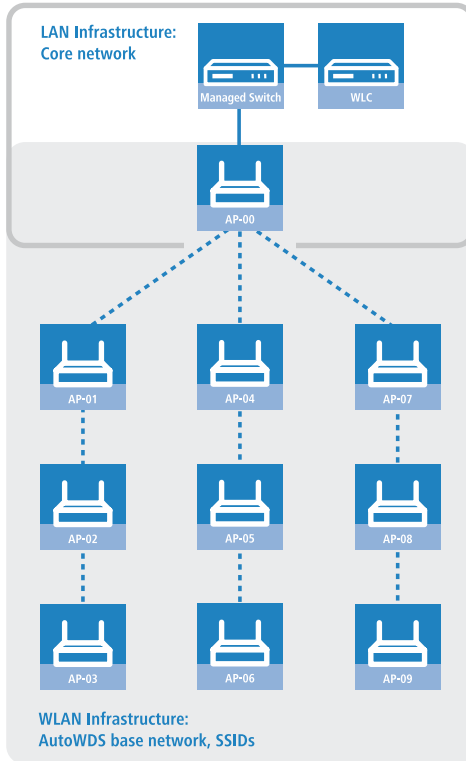 LAN Infrastructure:
Core network
Managed Switch
WLC
AP-00
AP-01
AP-04
AP-07
AP-02
AP-05
AP-08
AP-03
AP-06
AP-09
WLAN Infrastructure:
AutoWDS base network, SSIDs